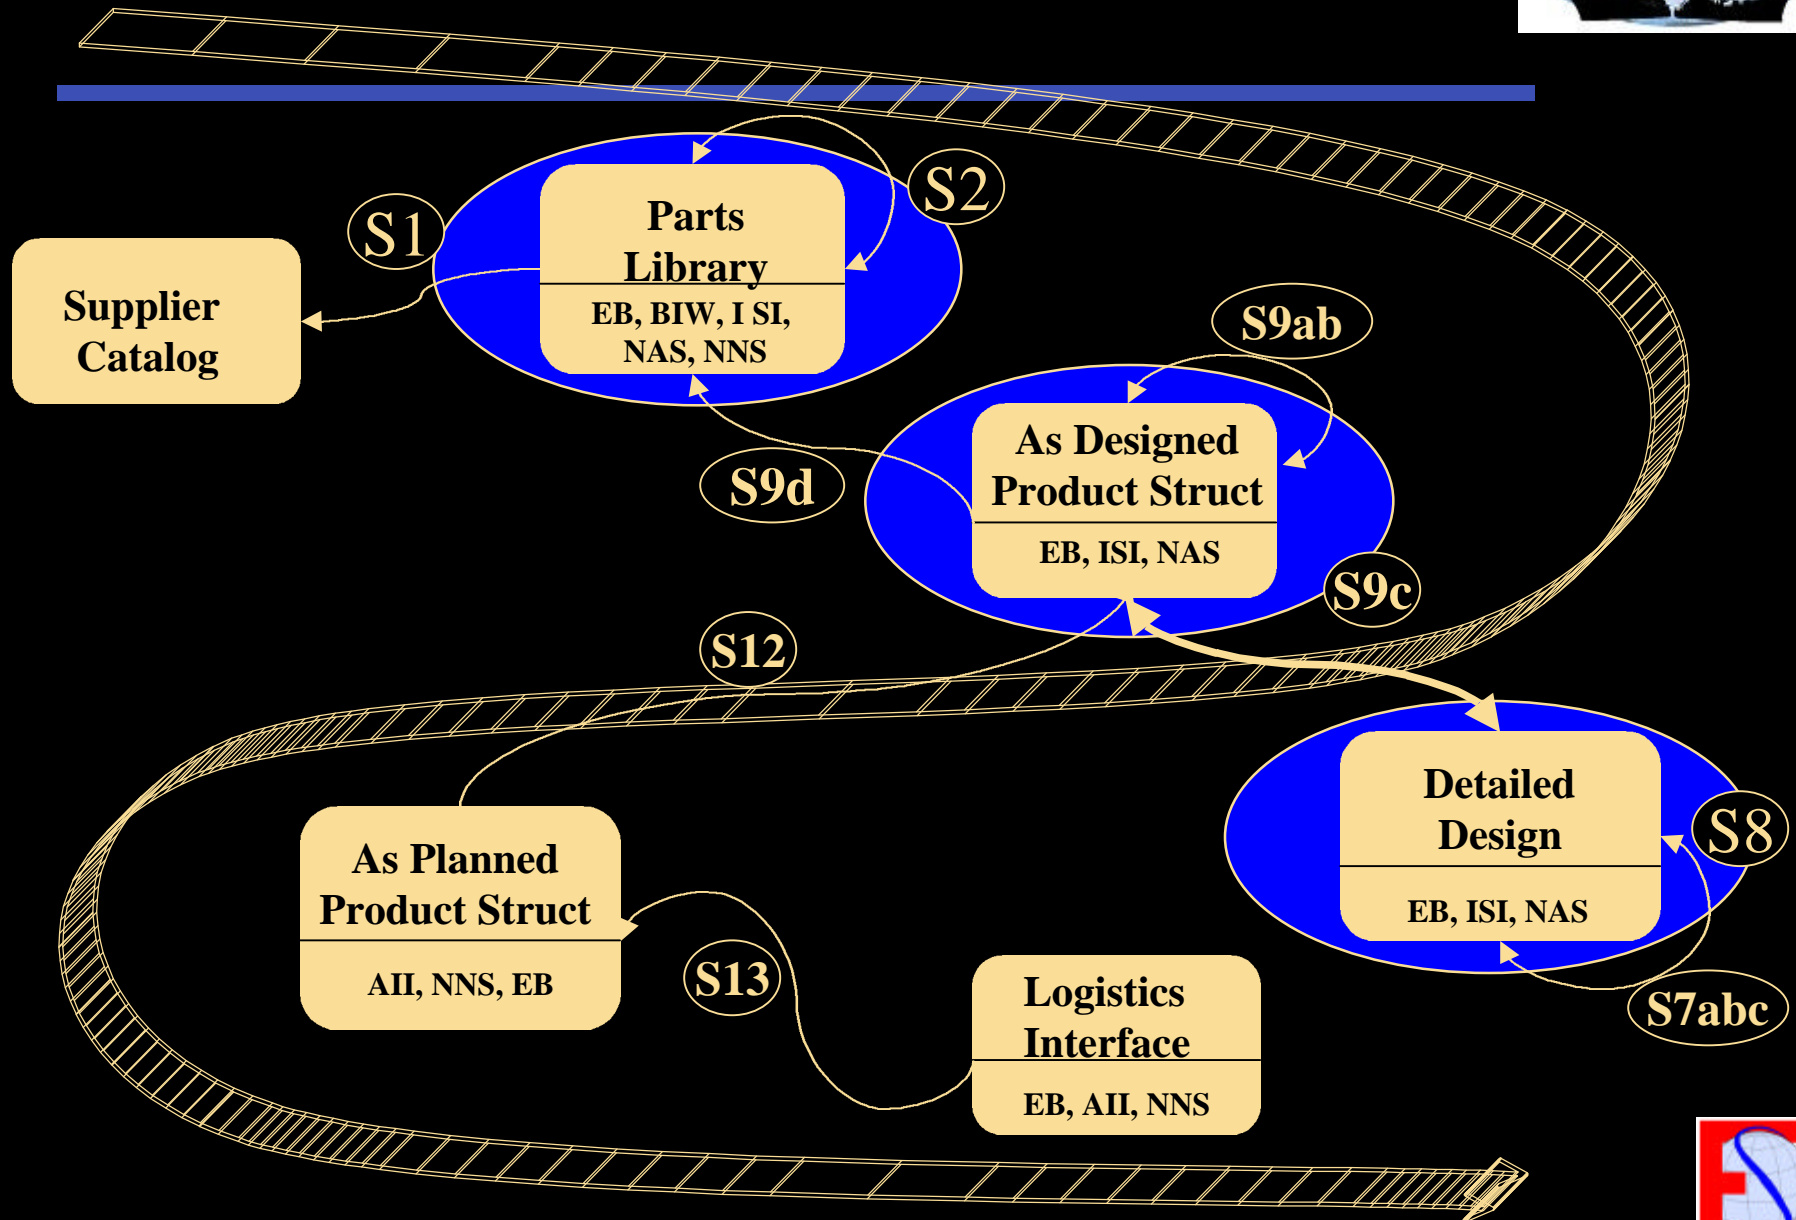 S1
S2
Parts
Library
EB, BIW, I SI,
NAS, NNS
Supplier
Catalog
S9ab
As Designed
Product Struct
EB, ISI, NAS
S9d
S9c
S12
Detailed
Design
EB, ISI, NAS
S8
S7abc
As Planned
Product Struct
AII, NNS, EB
S13
Logistics
Interface
EB, AII, NNS